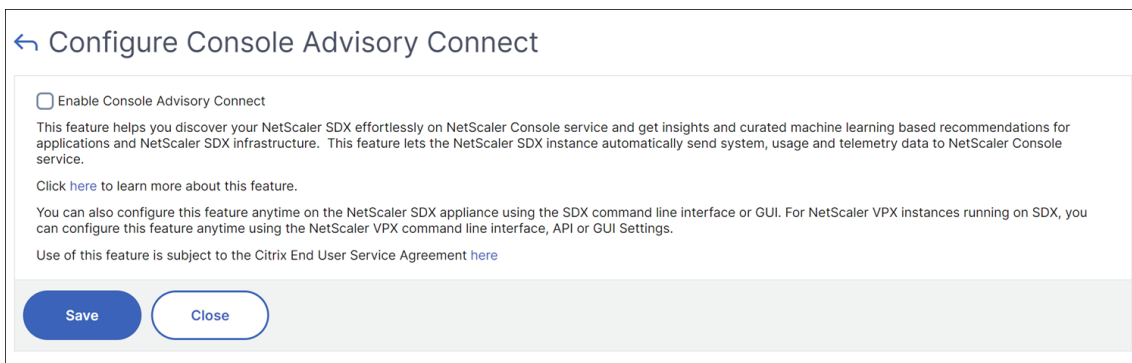 Configure Console Advisory Connect
Enable Console Advisory Connect
This feature helps you discover your NetScaler SDX effortlessly on NetScaler Console service and get insights and curated machine learning based recommendations for
applications and NetScaler SDX infrastructure.  This feature lets the NetScaler SDX instance automatically send system, usage and telemetry data to NetScaler Console
service.
Click here to learn more about this feature.
You can also configure this feature anytime on the NetScaler SDX appliance using the SDX command line interface or GUI. For NetScaler VPX instances running on SDX, you
can configure this feature anytime using the NetScaler VPX command line interface, API or GUI Settings.
Use of this feature is subject to the Citrix End User Service Agreement here
Save
Close